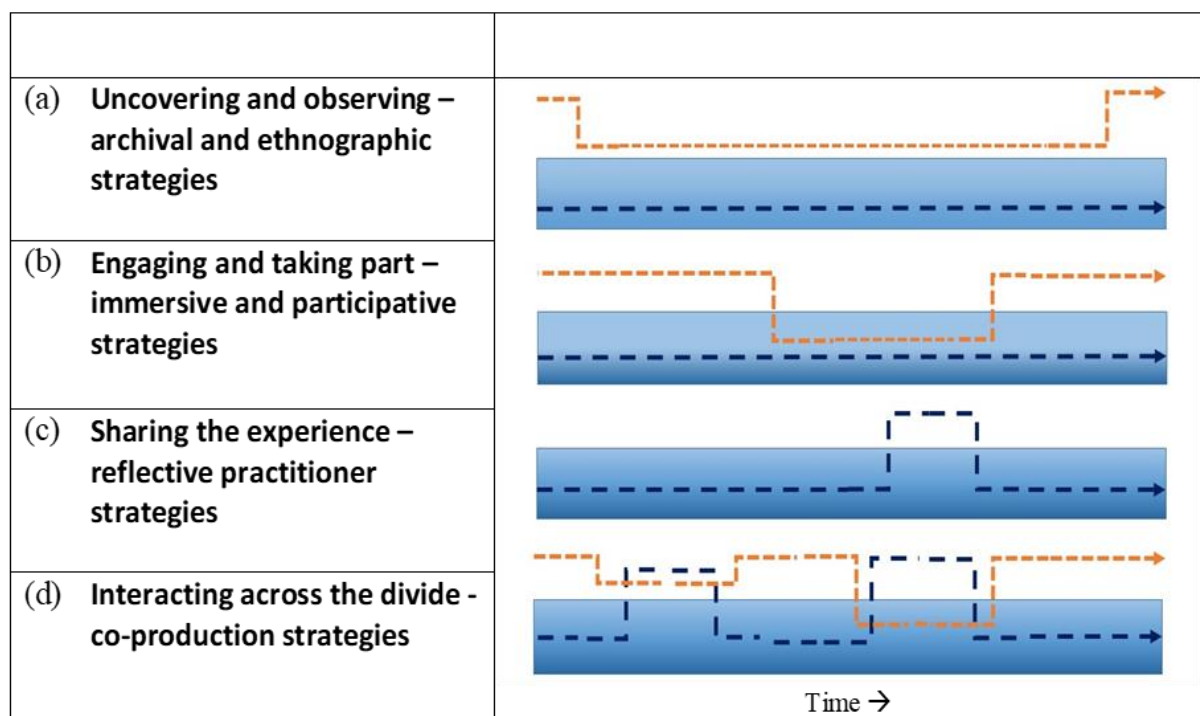 (a) Uncovering and observing –
archival and ethnographic
strategies
(b) Engaging and taking part –
immersive and participative
strategies
(c) Sharing the experience –
reflective practitioner
strategies
(d) Interacting across the divide -
co-production strategies
Time →